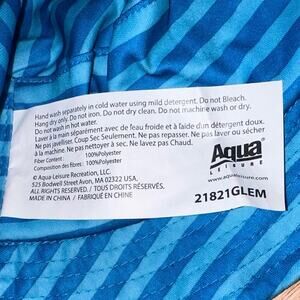 Hand wash separately in cold water using mild detergent. Do not Bleach.
Hang dry only. Do not iron. Do not dry clean. Do not machine wash or dry.
Do not wash in hot water.
Laver à la main séparément avec de l'eau froide et à l'aide d'un détergent doux.
Ne pas javelliser. Coup Sec Seulement. Ne pas repasser. Ne pas laver ou sécher
à la machine. Ne pas nettoyer à sec. Ne Lavez pas Chaud.
Fiber Content: 100%Polyester
Composition des fibres: 100%Polyester
© Aqua-Leisure Recreation, LLC.
525 Bodwell Street Avon, MA 02322 USA.
ALL RIGHTS RESERVED. / TOUS DROITS RÉSERVÉS.
MADE IN CHINA / FABRIQUÉ EN CHINE
Aqua
LEISURE
www.aqualeisure.com
21821GLEM